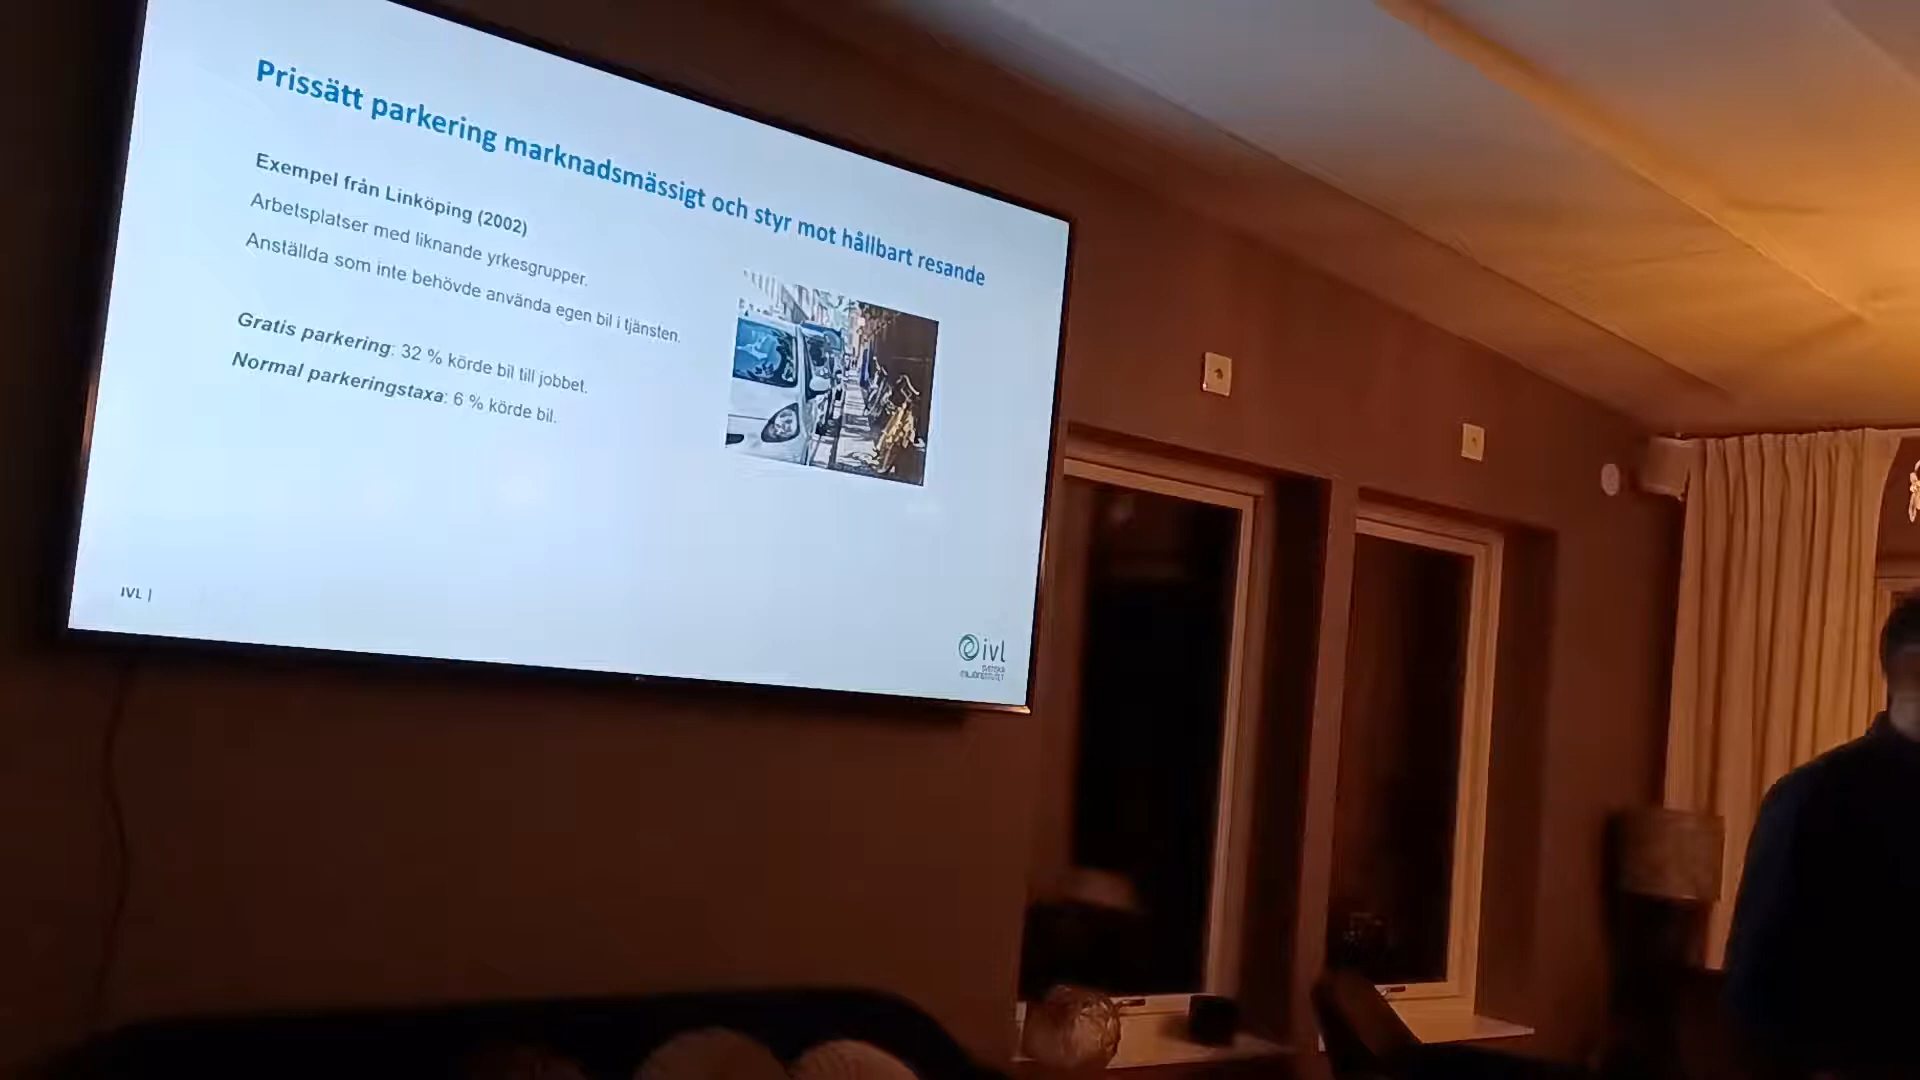 Prissätt parkering marknadsmässigt och styr mot hållbart resande
Exempel från Linköping (2002)
Arbetsplatser med liknande yrkesgrupper.
Anställda som inte behövde använda egen bil i tjänsten.
Gratis parkering: 32 % körde bil till jobbet.
Normal parkeringstaxa: 6 % körde bil.
IVL |
ivl
SVENSKA
MILJÖINSTITUTET